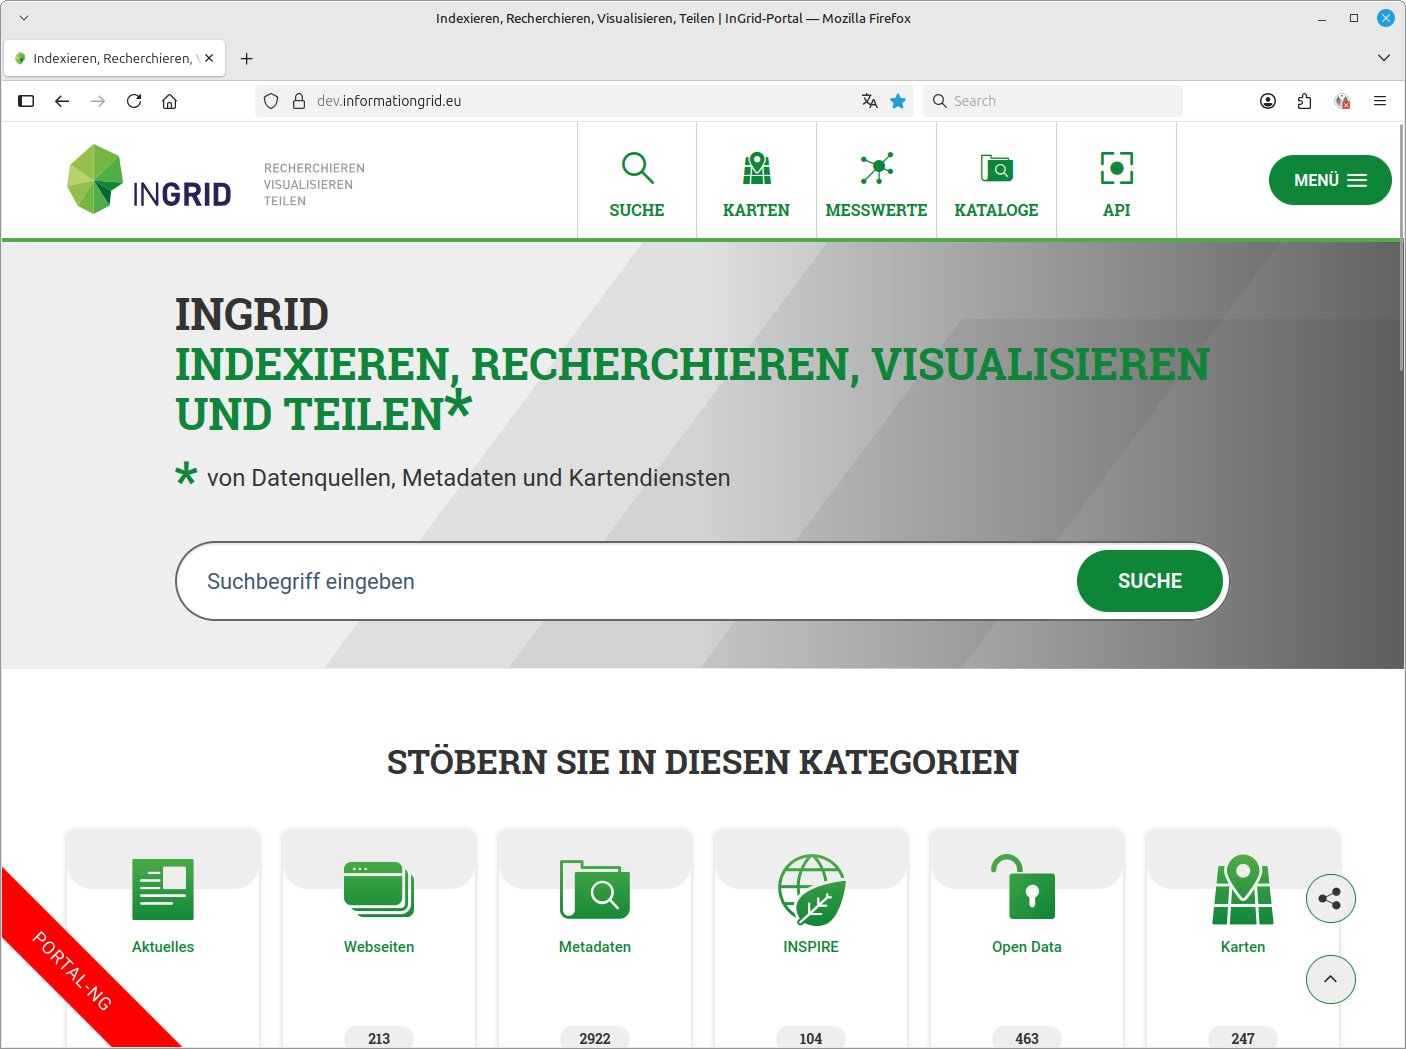 Indexieren, Recherchieren, Visualisieren, Teilen | InGrid-Portal — Mozilla Firefox
Indexieren, Recherchieren,
dev.informationgrid.eu
Search
INGRID
RECHERCHIEREN
VISUALISIEREN
TEILEN
SUCHE
KARTEN
MESSWERTE
KATALOGE
API
MENÜ
INGRID
INDEXIEREN, RECHERCHIEREN, VISUALISIEREN
UND TEILEN*
* von Datenquellen, Metadaten und Kartendiensten
Suchbegriff eingeben
SUCHE
STÖBERN SIE IN DIESEN KATEGORIEN
Aktuelles
Webseiten
Metadaten
INSPIRE
Open Data
Karten
213
2922
104
463
247
PORTAL-NG